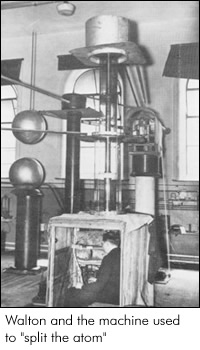 Walton and the machine used
to "split the atom"